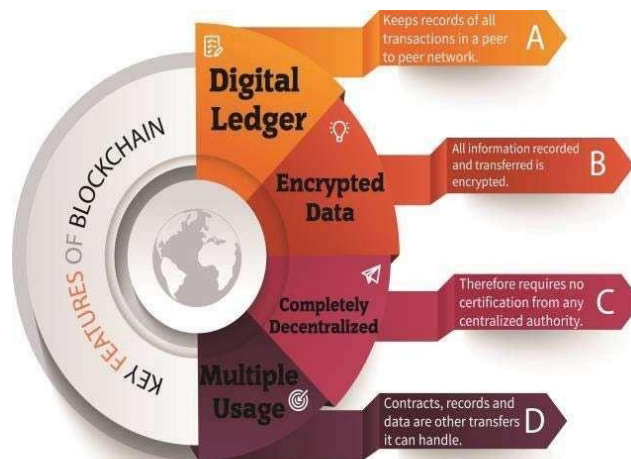 KEY FEATURES OF BLOCKCHAIN
Digital
Ledger
Keeps records of all
transactions in a peer
to peer network.
A
Encrypted
Data
All information recorded
and transferred is
encrypted.
B
Completely
Decentralized
Therefore requires no
certification from any
centralized authority.
C
Multiple
Usage
Contracts, records and
data are other transfers
it can handle.
D